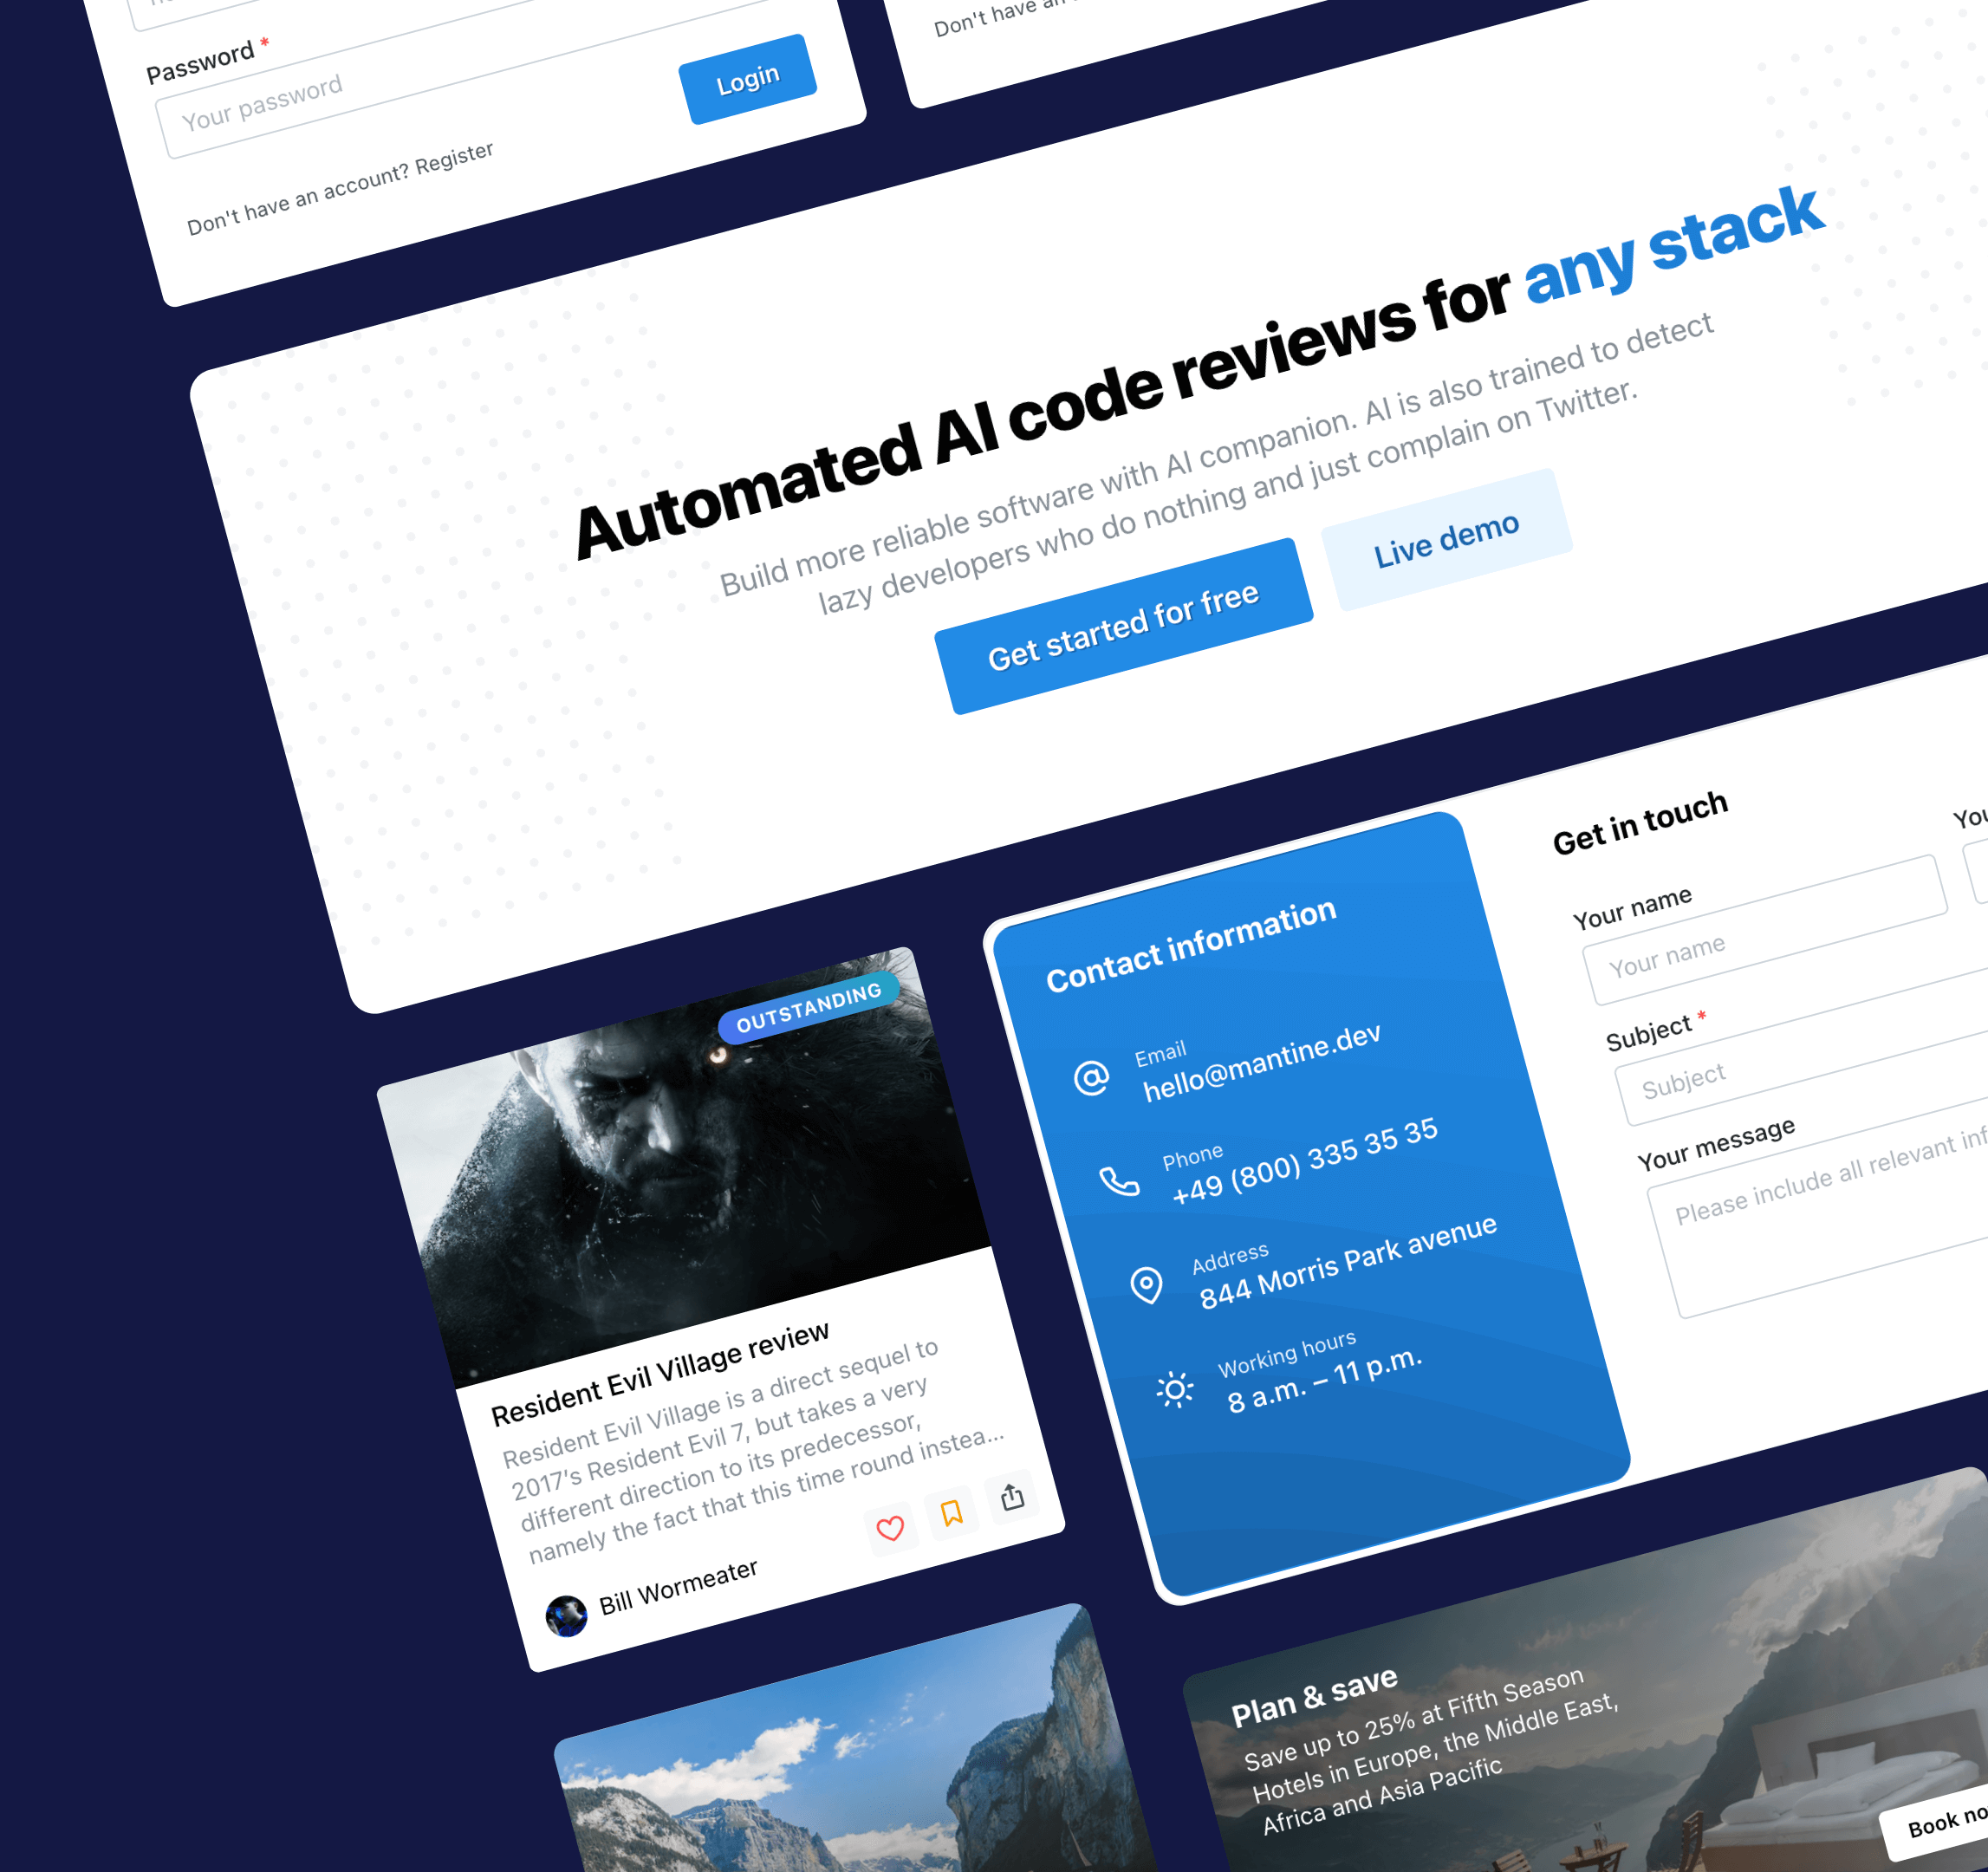 Password *
Your password
Login
Don't have an account? Register
Don't have an
Automated AI code reviews for any stack
Build more reliable software with AI companion. AI is also trained to detect
lazy developers who do nothing and just complain on Twitter.
Get started for free
Live demo
OUTSTANDING
Resident Evil Village review
Resident Evil Village is a direct sequel to
2017's Resident Evil 7, but takes a very
different direction to its predecessor,
namely the fact that this time round instea...
Bill Wormeater
Contact information
Email
hello@mantine.dev
Phone
+49 (800) 335 35 35
Address
844 Morris Park avenue
Working hours
8 a.m. – 11 p.m.
Get in touch
Your name
Your name
Subject *
Subject
Your message
Please include all relevant
Plan & save
Save up to 25% at Fifth Season
Hotels in Europe, the Middle East,
Africa and Asia Pacific
Book